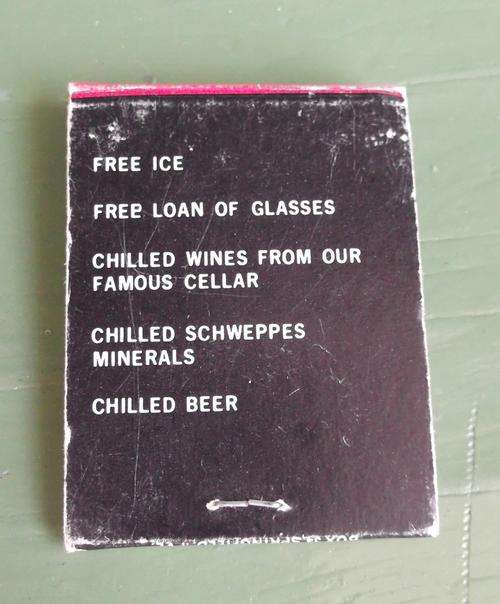 FREE ICE
FREE LOAN OF GLASSES
CHILLED WINES FROM OUR
FAMOUS CELLAR
CHILLED SCHWEPPES
MINERALS
CHILLED BEER